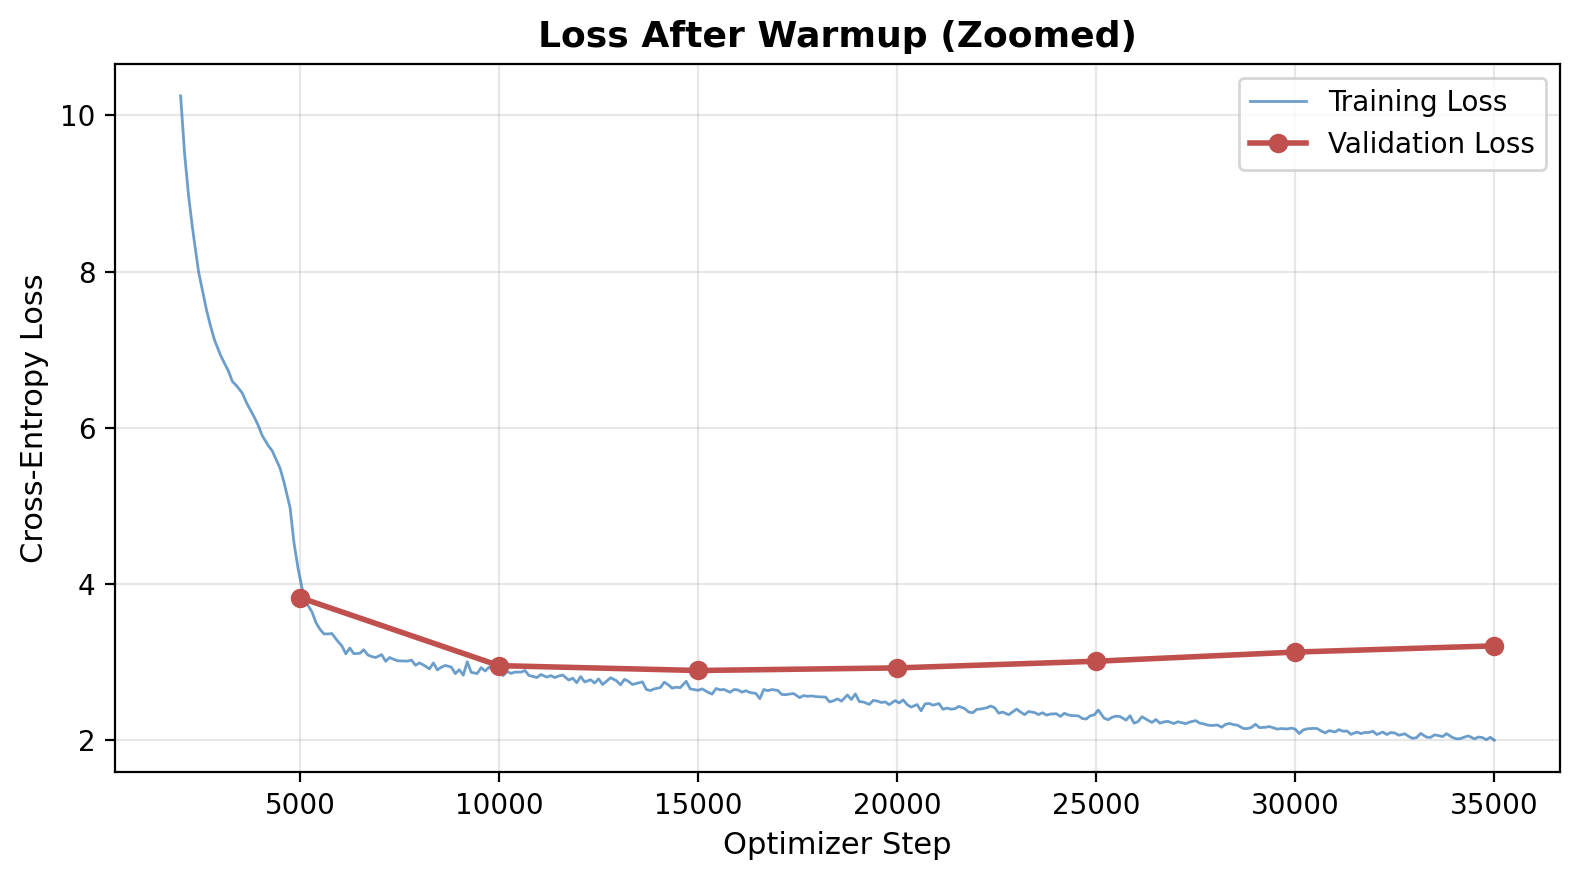 Loss After Warmup (Zoomed)
Training Loss
Validation Loss
Cross-Entropy Loss
10
8
6
4
2
5000 10000 15000 20000 25000 30000 35000
Optimizer Step